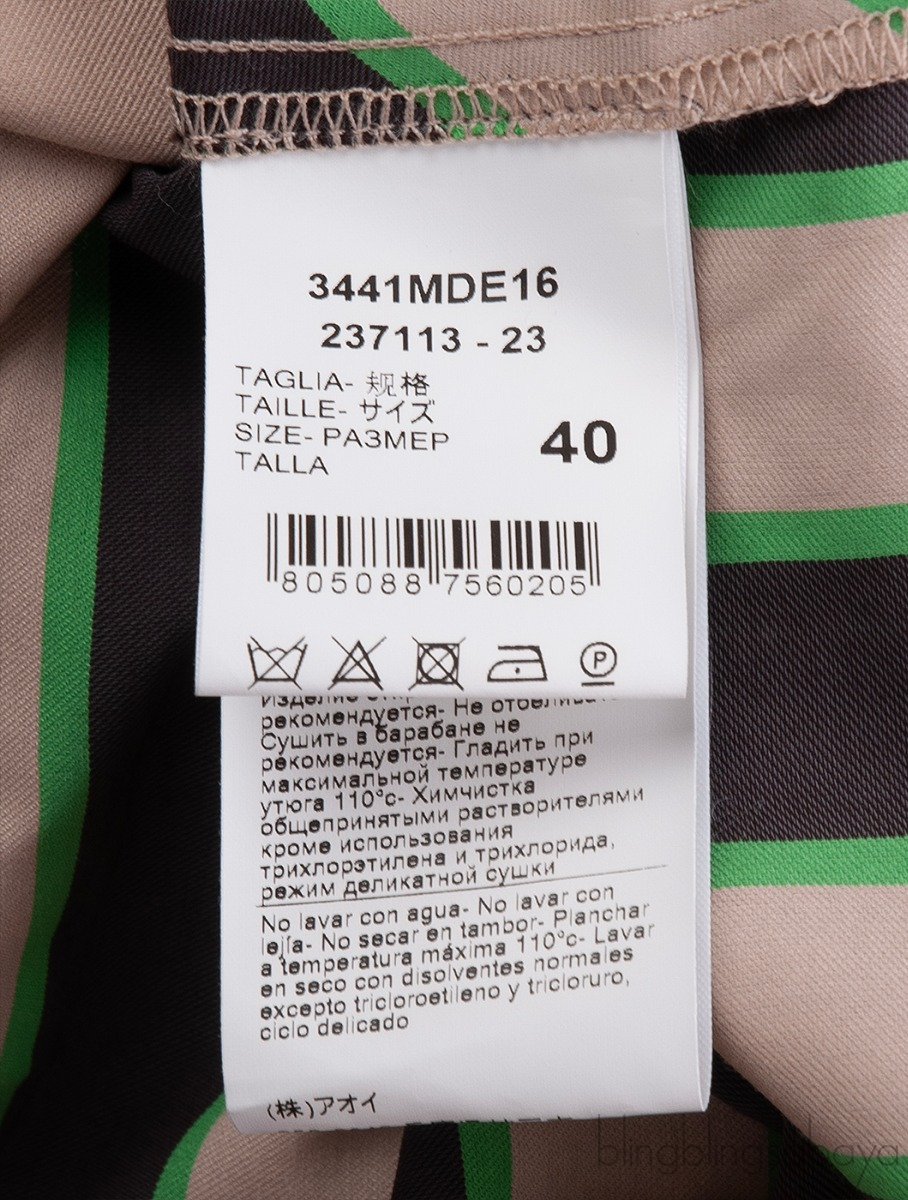 3441MDE16
237113 - 23
TAGLIA- 规格
TAILLE- サイズ
SIZE- РАЗМЕР
TALLA
40
8050887560205
P
Изделие
рекомендуется- Не отбеливать
Сушить в барабане не
рекомендуется- Гладить при
максимальной температуре
утюга 110°с- Химчистка
общепринятыми растворителями
кроме использования
трихлорэтилена и трихлорида,
режим деликатной сушки
No lavar con agua- No lavar con
lejía- No secar en tambor- Planchar
a temperatura máxima 110°c- Lavar
en seco con disolventes normales
excepto tricloroetileno y tricloruro,
ciclo delicado
(株)アオイ